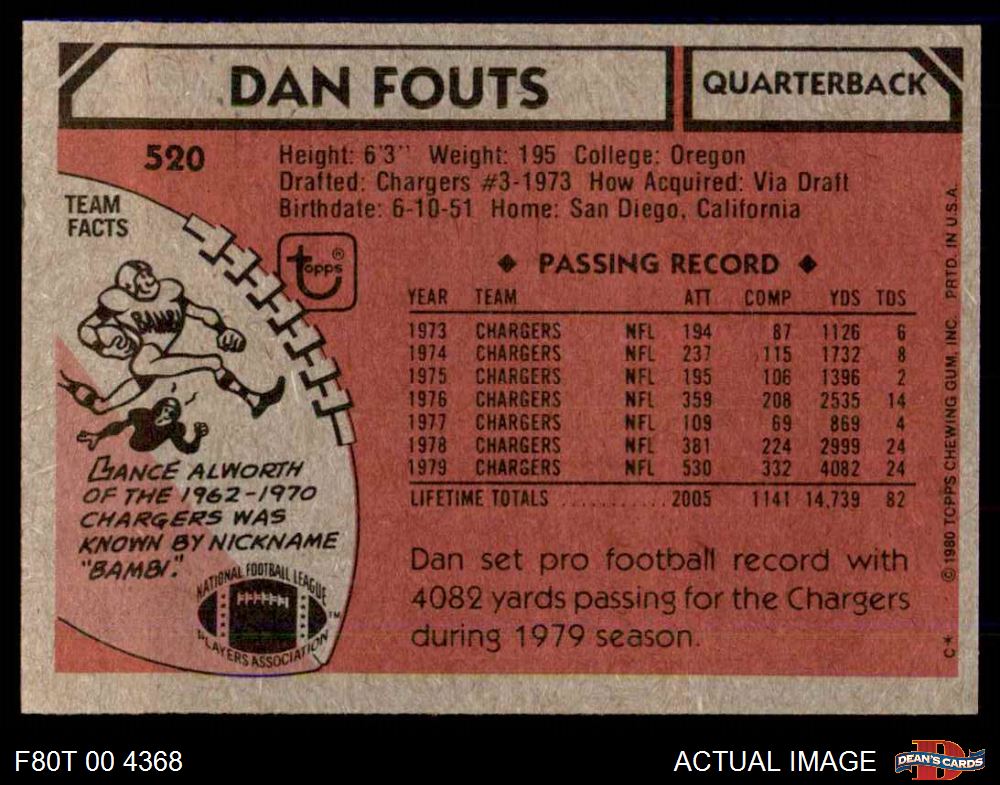 DAN FOUTS
QUARTERBACK
520
Height: 6'3" Weight: 195 College: Oregon
Drafted: Chargers #3-1973 How Acquired: Via Draft
Birthdate: 6-10-51 Home: San Diego, California
TEAM
FACTS
topps®
BAMBI
LANCE ALWORTH
OF THE 1962-1970
CHARGERS WAS
KNOWN BY NICKNAME
"BAMBI."
NATIONAL FOOTBALL LEAGUE
PLAYERS ASSOCIATION
™
◆ PASSING RECORD ◆
YEAR TEAM ATT COMP YDS TDS
1973 CHARGERS NFL 194 87 1126 6
1974 CHARGERS NFL 237 115 1732 8
1975 CHARGERS NFL 195 106 1396 2
1976 CHARGERS NFL 359 208 2535 14
1977 CHARGERS NFL 109 69 869 4
1978 CHARGERS NFL 381 224 2999 24
1979 CHARGERS NFL 530 332 4082 24
LIFETIME TOTALS ........... 2005 1141 14,739 82
Dan set pro football record with
4082 yards passing for the Chargers
during 1979 season.
© 1980 TOPPS CHEWING GUM, INC. PRTD. IN U.S.A.
C*
F80T 00 4368
ACTUAL IMAGE
D
DEAN'S CARDS